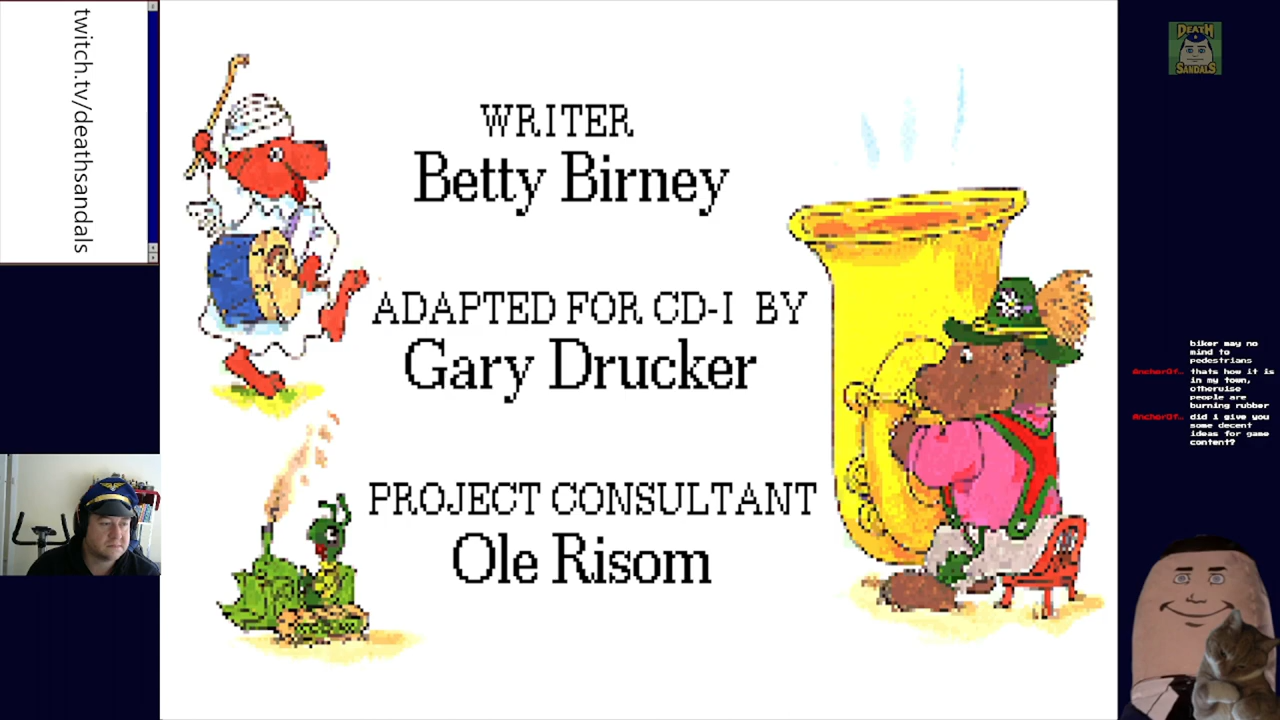 twitch.tv/deathsandals
WRITER
Betty Birney
ADAPTED FOR CD-I BY
Gary Drucker
PROJECT CONSULTANT
Ole Risom
DEATH
SANDALS
biker may no
mind to
pedestrians
AncherOf… thats how it is
in my town,
otherwise
people are
burning rubber
AncherOf… did i give you
some decent
ideas for game
content?